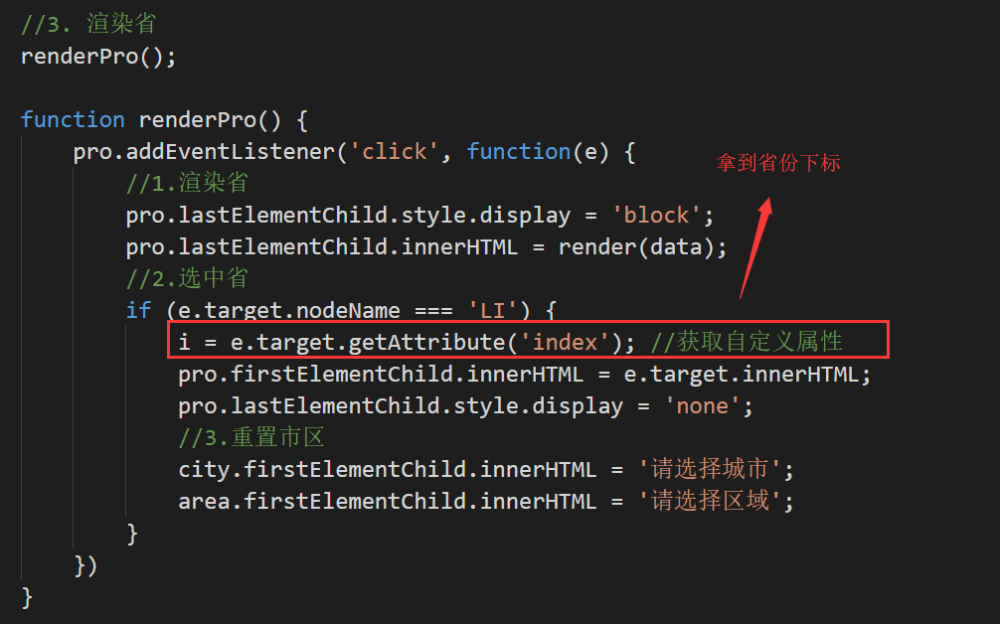 //3. 渲染省
renderPro();
function renderPro() {
pro.addEventListener('click', function(e) {
拿到省份下标
//1.渲染省
pro.lastElementChild.style.display = 'block';
pro.lastElementChild.innerHTML = render(data);
//2.选中省
if (e.target.nodeName === 'LI') {
i = e.target.getAttribute('index'); //获取自定义属性
pro.firstElementChild.innerHTML = e.target.innerHTML;
pro.lastElementChild.style.display = 'none';
//3.重置市区
city.firstElementChild.innerHTML = '请选择城市';
area.firstElementChild.innerHTML = '请选择区域';
}
})
}